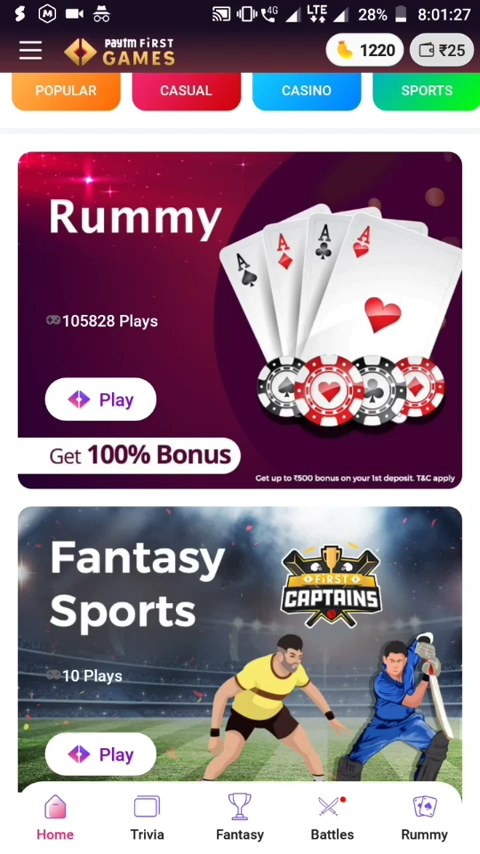 4G LTE 28% 8:01:27
paytm FiRST
GAMES
1220
₹25
POPULAR CASUAL CASINO SPORTS
Rummy
A A A A
105828 Plays
Play
Get 100% Bonus
Get up to ₹500 bonus on your 1st deposit. T&C apply
Fantasy
Sports
FIRST
CAPTAINS
10 Plays
Play
Home Trivia Fantasy Battles Rummy